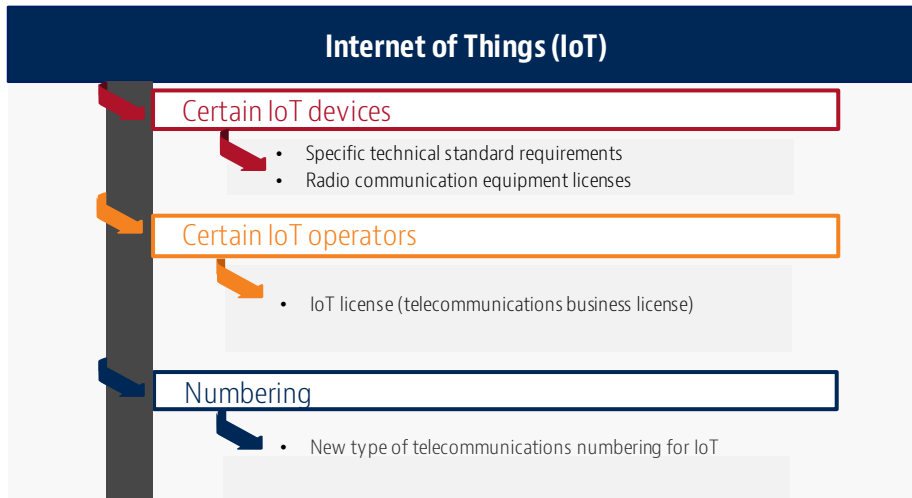 Internet of Things (IoT)
Certain IoT devices
• Specific technical standard requirements
• Radio communication equipment licenses
Certain IoT operators
• IoT license (telecommunications business license)
Numbering
• New type of telecommunications numbering for IoT